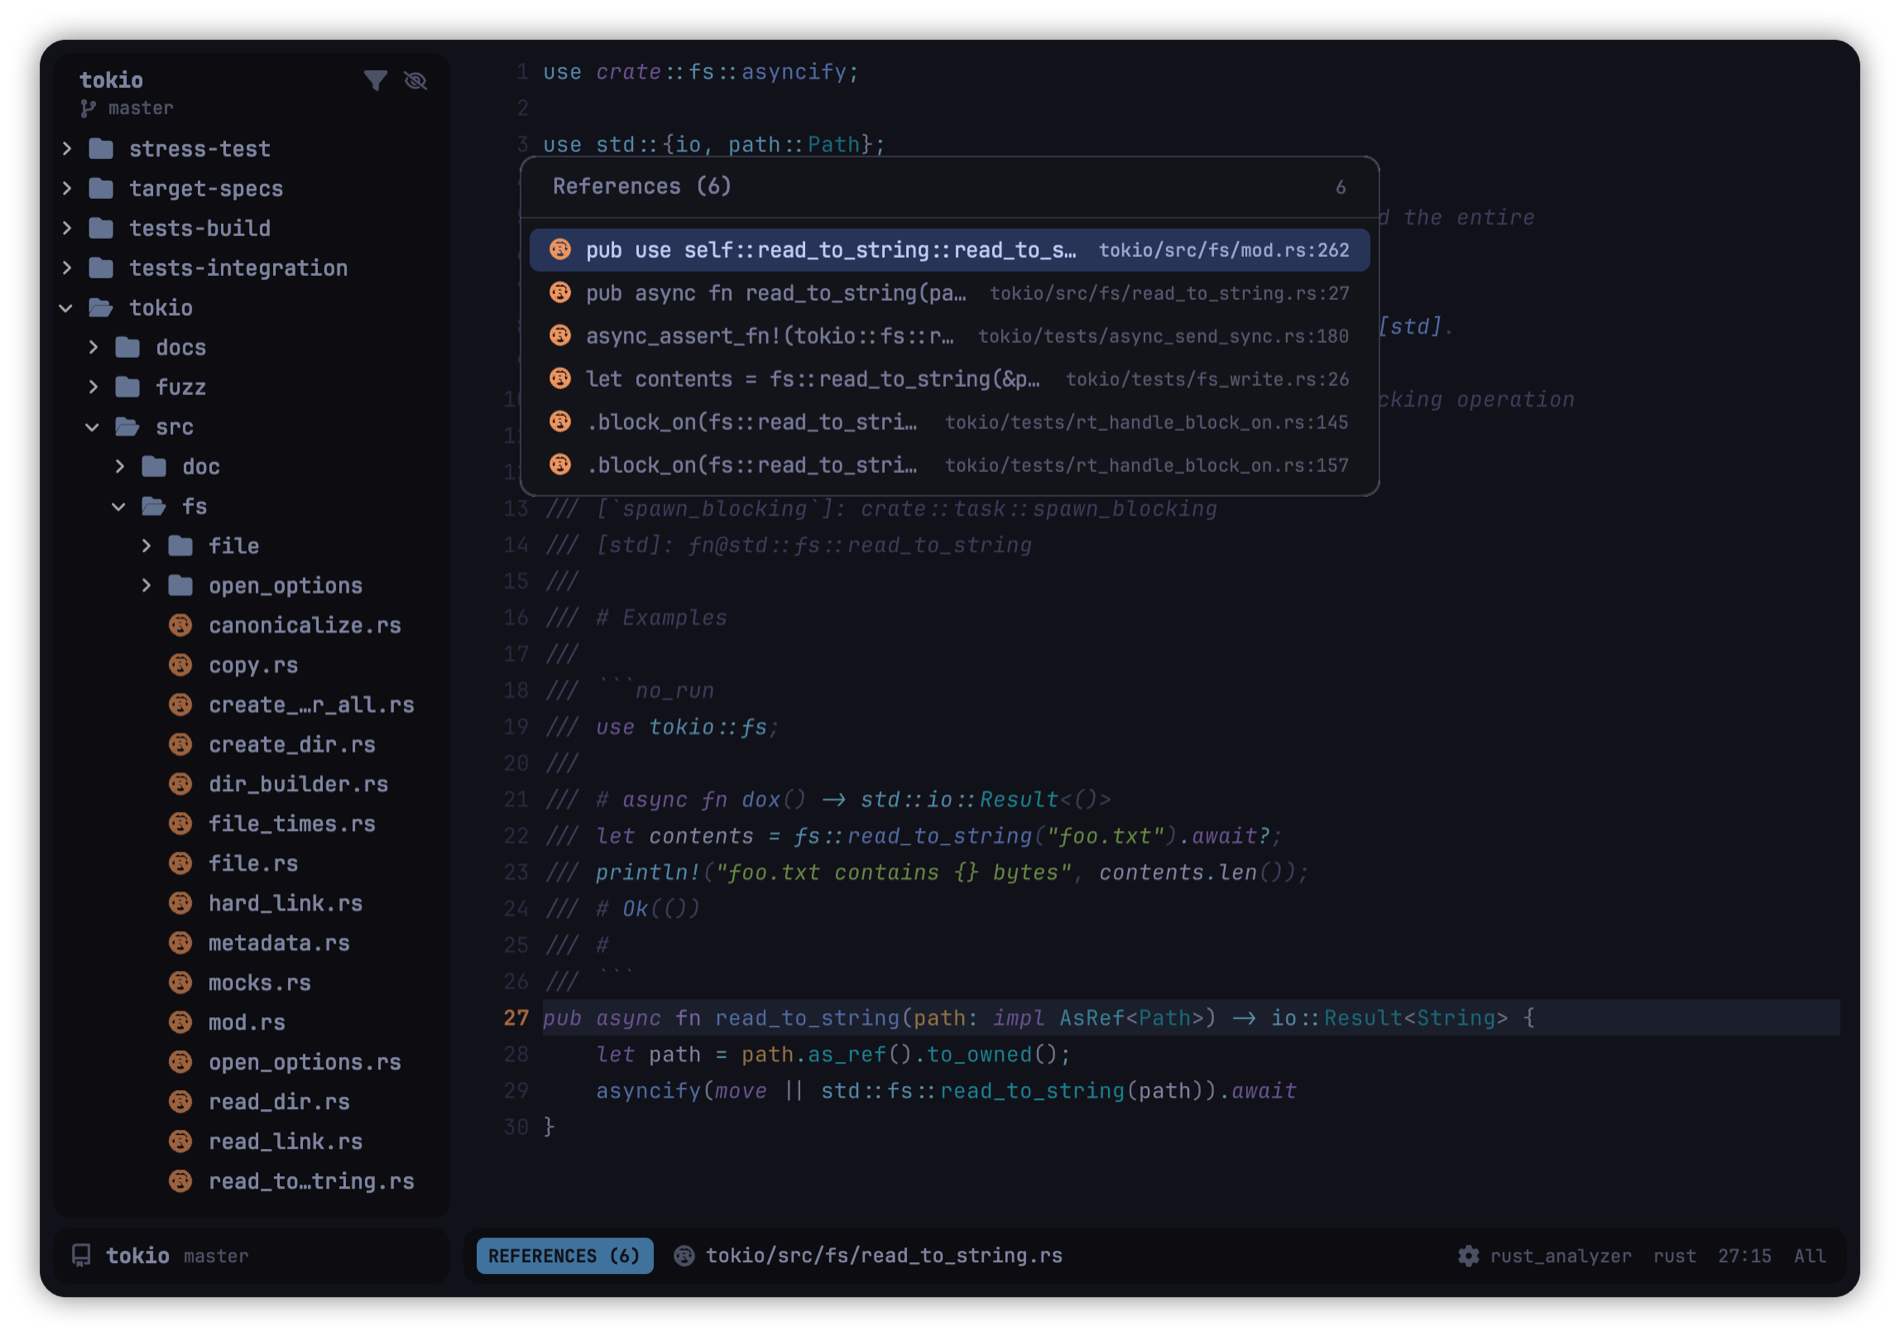 tokio
master
stress-test
target-specs
tests-build
tests-integration
tokio
docs
fuzz
src
doc
fs
file
open_options
canonicalize.rs
copy.rs
create_…r_all.rs
create_dir.rs
dir_builder.rs
file_times.rs
file.rs
hard_link.rs
metadata.rs
mocks.rs
mod.rs
open_options.rs
read_dir.rs
read_link.rs
read_to…tring.rs
tokio master
1 use crate::fs::asyncify;
2
3 use std::{io, path::Path};
References (6) 6
d the entire
pub use self::read_to_string::read_to_s… tokio/src/fs/mod.rs:262
pub async fn read_to_string(pa… tokio/src/fs/read_to_string.rs:27
async_assert_fn!(tokio::fs::r… tokio/tests/async_send_sync.rs:180
[std].
let contents = fs::read_to_string(&p… tokio/tests/fs_write.rs:26
cking operation
.block_on(fs::read_to_stri… tokio/tests/rt_handle_block_on.rs:145
.block_on(fs::read_to_stri… tokio/tests/rt_handle_block_on.rs:157
13 /// [`spawn_blocking`]: crate::task::spawn_blocking
14 /// [std]: fn@std::fs::read_to_string
15 ///
16 /// # Examples
17 ///
18 /// ```no_run
19 /// use tokio::fs;
20 ///
21 /// # async fn dox() -> std::io::Result<()>
22 /// let contents = fs::read_to_string("foo.txt").await?;
23 /// println!("foo.txt contains {} bytes", contents.len());
24 /// # Ok(())
25 /// #
26 /// ```
27 pub async fn read_to_string(path: impl AsRef<Path>) -> io::Result<String> {
28 let path = path.as_ref().to_owned();
29 asyncify(move || std::fs::read_to_string(path)).await
30 }
REFERENCES (6) tokio/src/fs/read_to_string.rs rust_analyzer rust 27:15 All